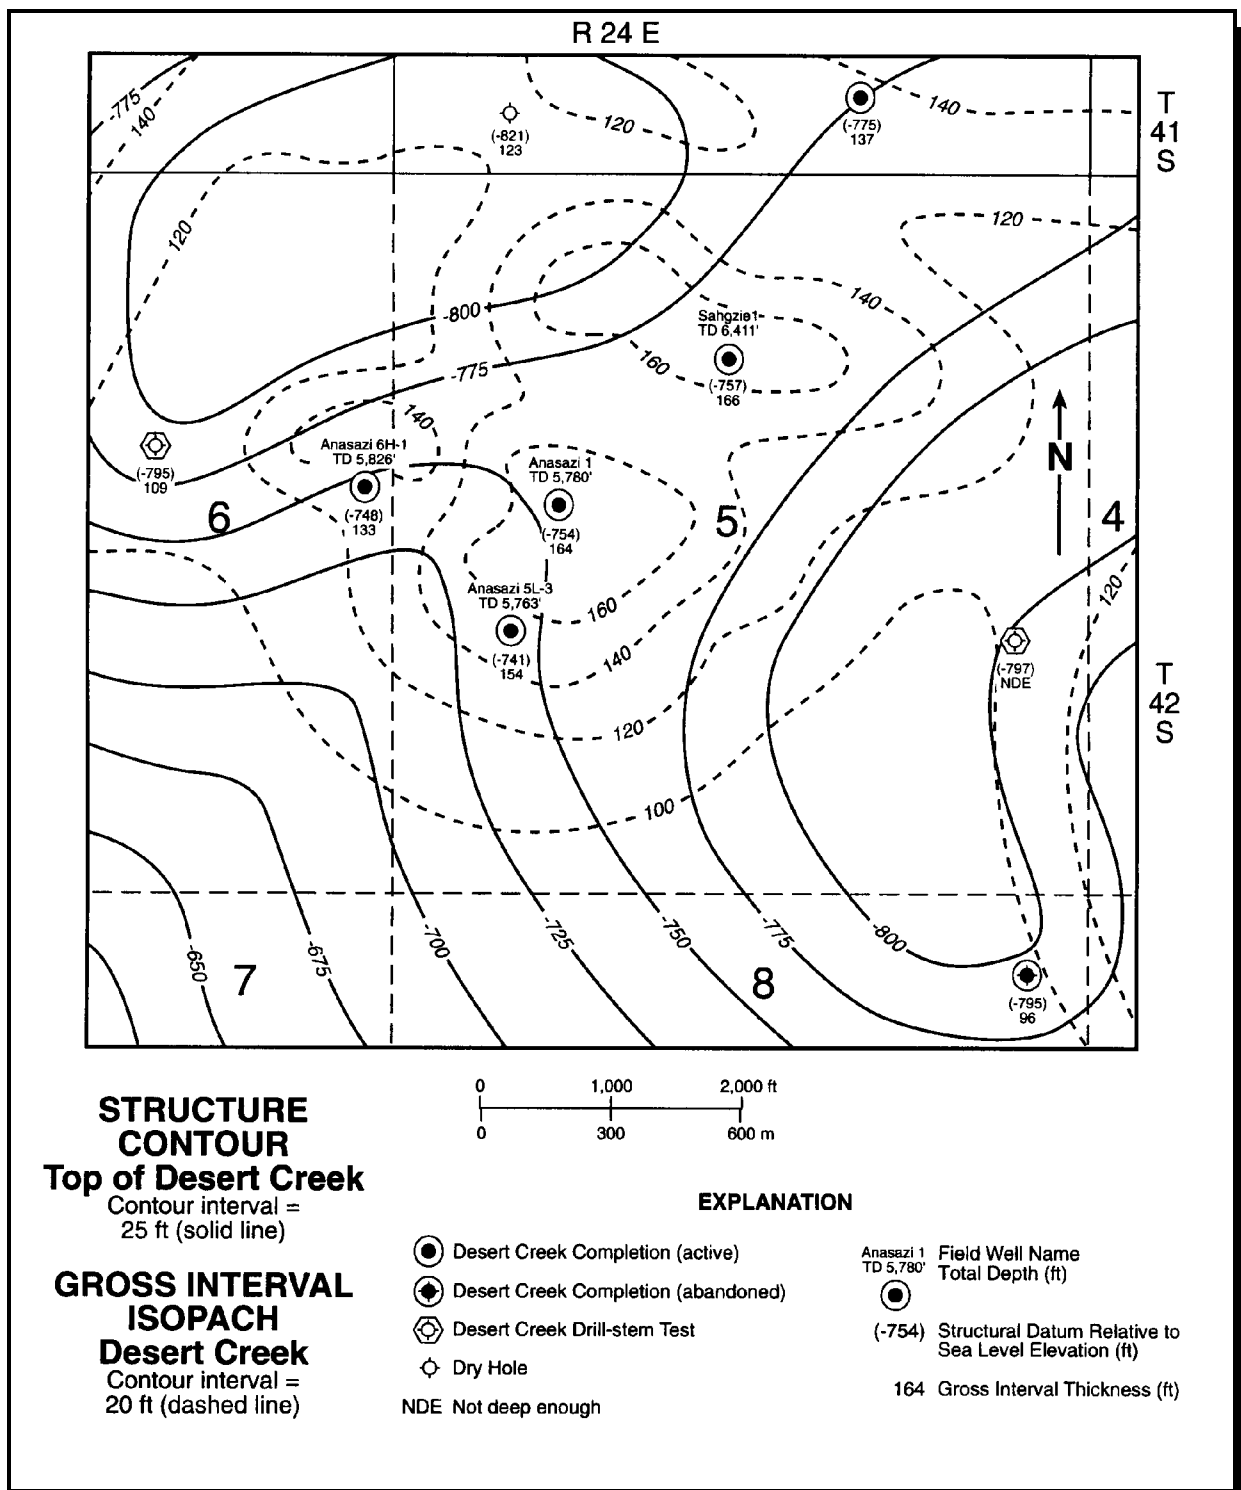 R 24 E
T
41
S
-775
140
120
(-821)
123
120
(-775)
137
140
120
-800
-775
140
Sahgzie1
TD 6,411'
160
(-757)
166
140
120
N
(-795)
109
6
Anasazi 6H-1
TD 5,826'
(-748)
133
Anasazi 1
TD 5,780'
(-754)
164
5
4
Anasazi 5L-3
TD 5,763'
(-741)
154
160
140
120
100
120
(-797)
NDE
T
42
S
-650
7
-675
-700
-725
-750
8
-775
-800
(-795)
96
0 1,000 2,000 ft
0 300 600 m
STRUCTURE
CONTOUR
Top of Desert Creek
Contour interval =
25 ft (solid line)
GROSS INTERVAL
ISOPACH
Desert Creek
Contour interval =
20 ft (dashed line)
EXPLANATION
Desert Creek Completion (active)
Desert Creek Completion (abandoned)
Desert Creek Drill-stem Test
Dry Hole
NDE Not deep enough
Anasazi 1
TD 5,780'
Field Well Name
Total Depth (ft)
(-754) Structural Datum Relative to
Sea Level Elevation (ft)
164 Gross Interval Thickness (ft)